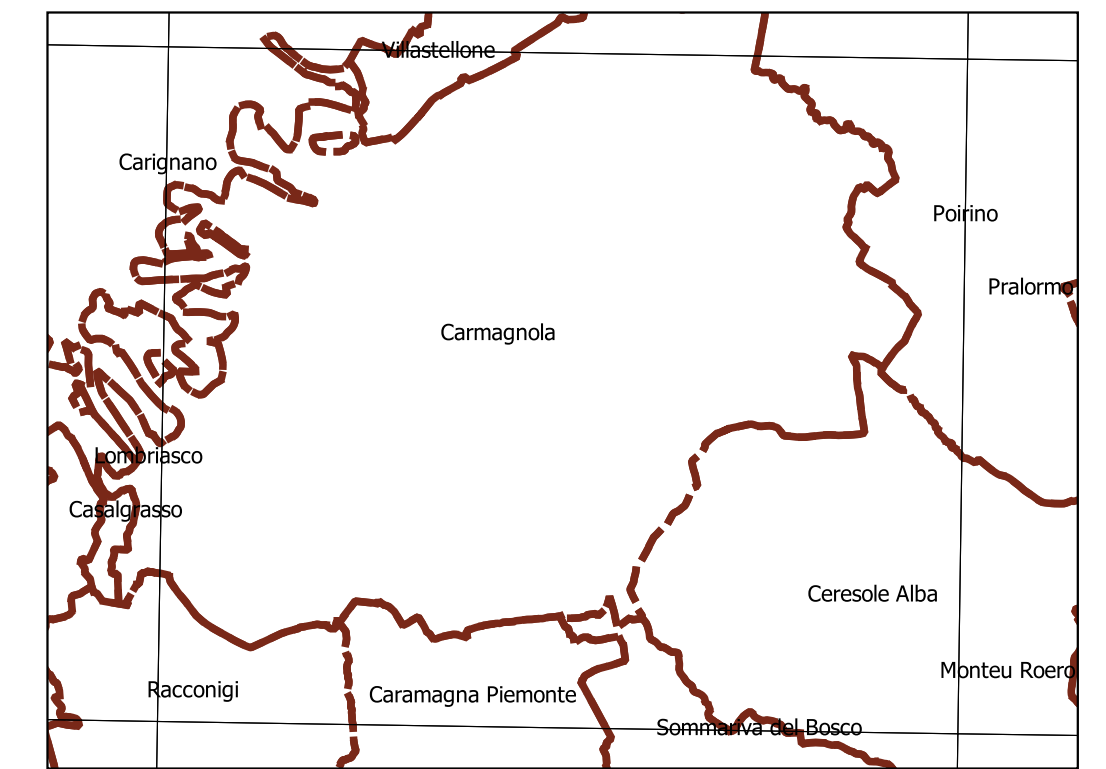 Villastellone
Carignano
Poirino
Pralormo
Carmagnola
Lombriasco
Casalgrasso
Ceresole Alba
Monteu Roero
Racconigi
Caramagna Piemonte
Sommariva del Bosco